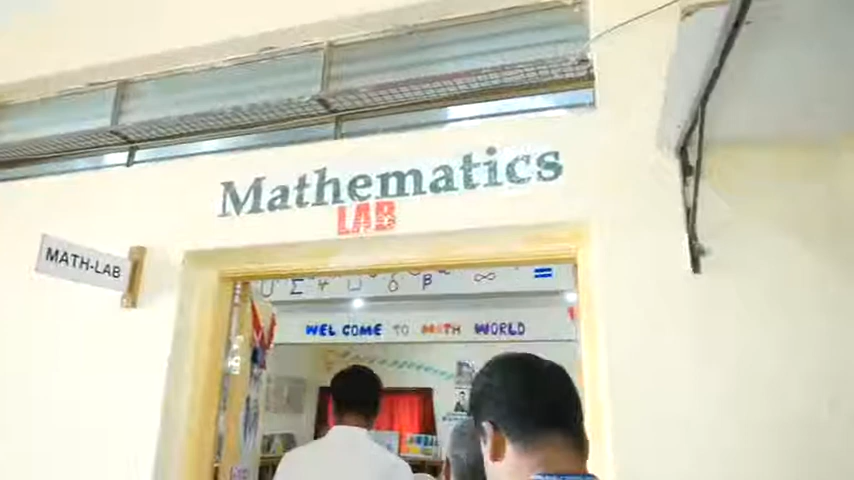 Mathematics
LAB
MATH-LAB
WEL COME TO MATH WORLD